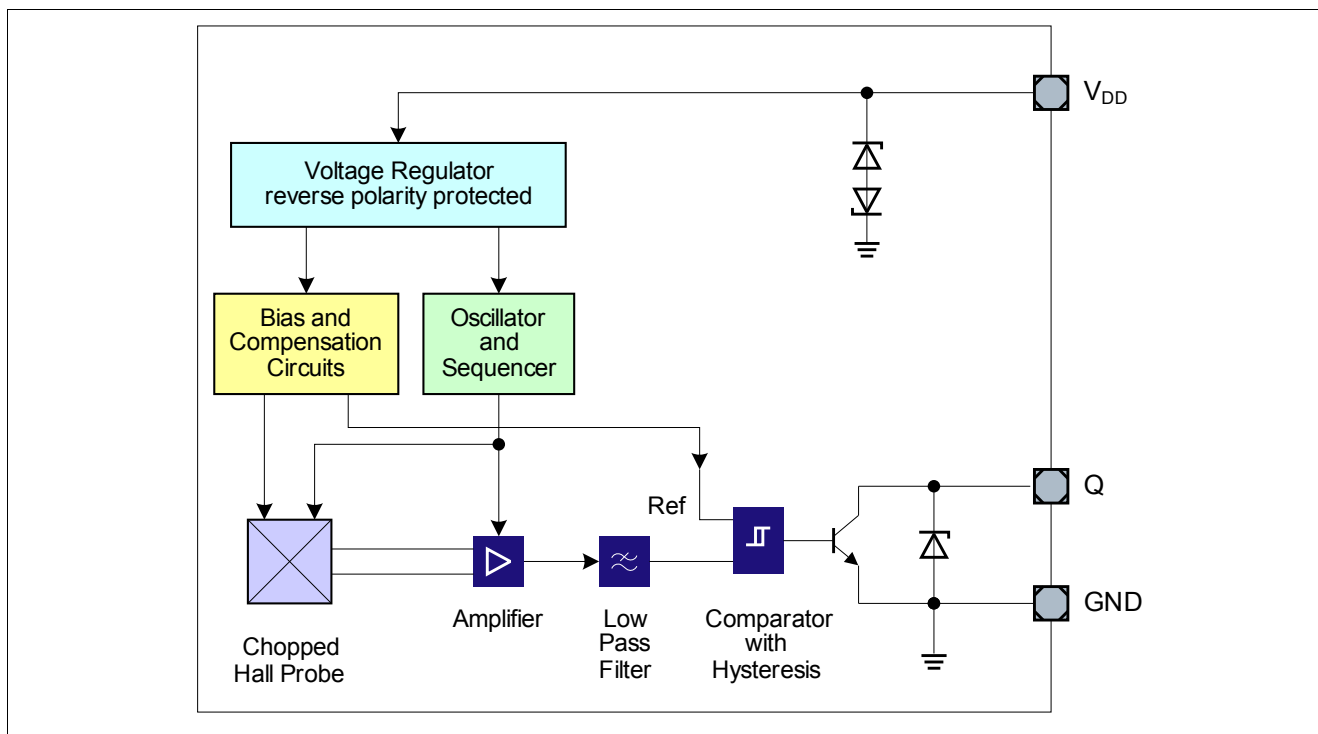 V_DD
Voltage Regulator
reverse polarity protected
Bias and
Compensation
Circuits
Oscillator
and
Sequencer
Ref
Q
GND
Amplifier
Low
Pass
Filter
Comparator
with
Hysteresis
Chopped
Hall Probe